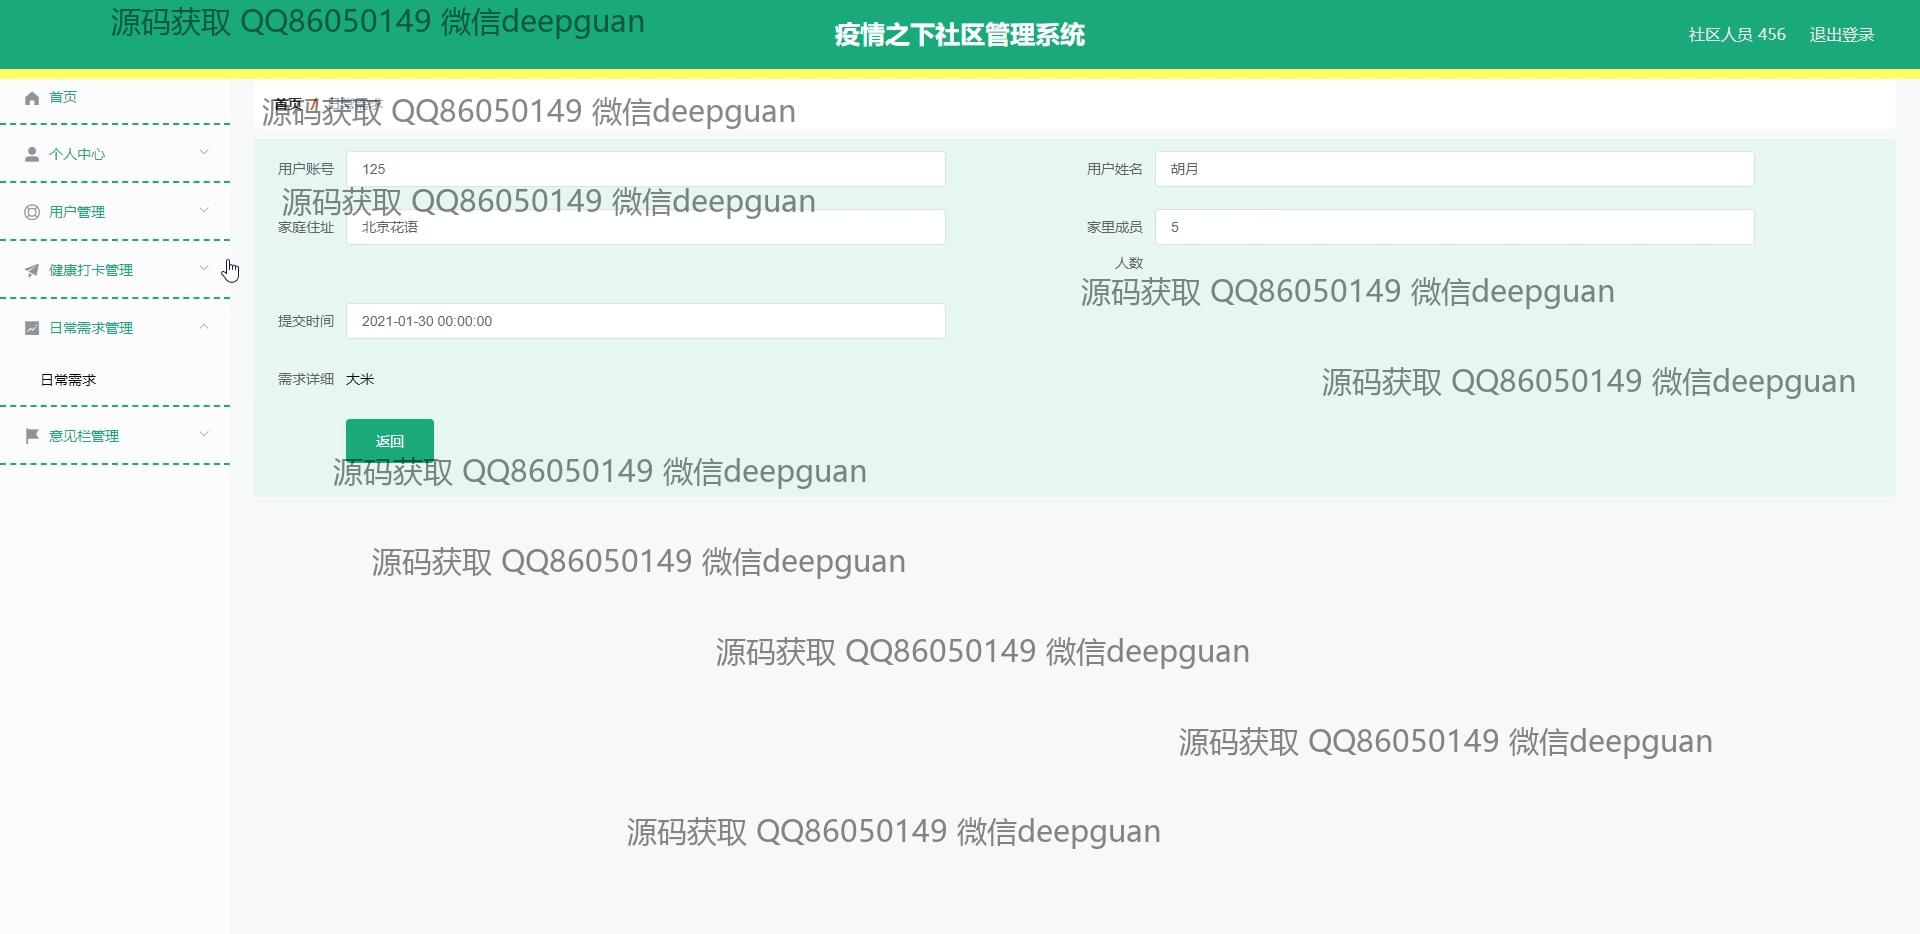 源码获取 QQ86050149 微信deepguan
疫情之下社区管理系统
社区人员 456 退出登录
首页
个人中心
用户管理
健康打卡管理
日常需求管理
日常需求
意见栏管理
首页 / 日常需求
源码获取 QQ86050149 微信deepguan
用户账号 125
用户姓名 胡月
源码获取 QQ86050149 微信deepguan
家庭住址 北京花语
家里成员 5
人数
源码获取 QQ86050149 微信deepguan
提交时间 2021-01-30 00:00:00
需求详细 大米
源码获取 QQ86050149 微信deepguan
返回
源码获取 QQ86050149 微信deepguan
源码获取 QQ86050149 微信deepguan
源码获取 QQ86050149 微信deepguan
源码获取 QQ86050149 微信deepguan
源码获取 QQ86050149 微信deepguan